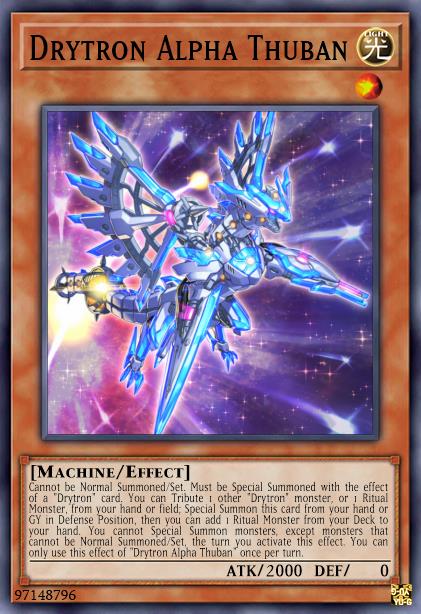 DRYTRON ALPHA THUBAN
LIGHT
光
[MACHINE/EFFECT]
Cannot be Normal Summoned/Set. Must be Special Summoned with the effect
of a "Drytron" card. You can Tribute 1 other "Drytron" monster, or 1 Ritual
Monster, from your hand or field; Special Summon this card from your hand or
GY in Defense Position, then you can add 1 Ritual Monster from your Deck to
your hand. You cannot Special Summon monsters, except monsters that
cannot be Normal Summoned/Set, the turn you activate this effect. You can
only use this effect of "Drytron Alpha Thuban" once per turn.
ATK/2000 DEF/ 0
97148796